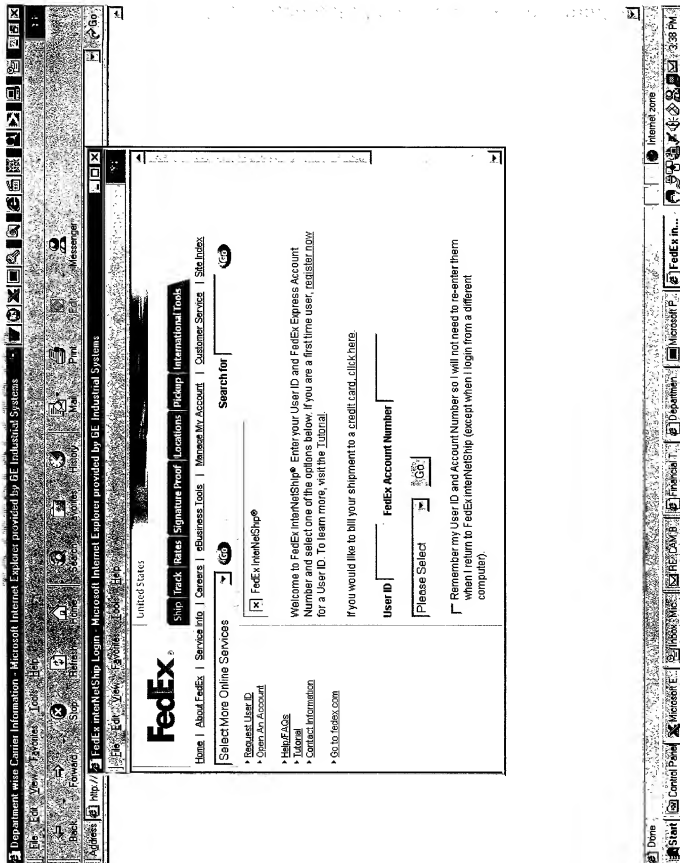 Department wise Carrier Information - Microsoft Internet Explorer provided by GE Industrial Systems
File Edit View Favorites Tools Help
Back Forward Stop Refresh Home Search Favorites History Mail Print Edit Messenger
Address http:// Go
FedEx interNetShip Login - Microsoft Internet Explorer provided by GE Industrial Systems
File Edit View Favorites Tools Help
FedEx®
United States
Ship Track Rates Signature Proof Locations Pickup International Tools
Home | About FedEx | Service Info | Careers | eBusiness Tools | Manage My Account | Customer Service | Site Index
Select More Online Services Go Search for Go
Request User ID
Open An Account
Help/FAQs
Tutorial
Contact Information
Go to fedex.com
FedEx InterNetShip®
Welcome to FedEx interNetShip®. Enter your User ID and FedEx Express Account
Number and select one of the options below. If you are a first time user, register now
for a User ID. To learn more, visit the Tutorial.
If you would like to bill your shipment to a credit card, click here.
User ID FedEx Account Number
Please Select Go
Remember my User ID and Account Number so I will not need to re-enter them
when I return to FedEx interNetShip (except when I login from a different
computer).
Done Internet zone
Start Control Panel Microsoft E... Inbox - Mic... RE: CAM B... Financial T... Departmen... Microsoft P... FedEx in... 3:38 PM